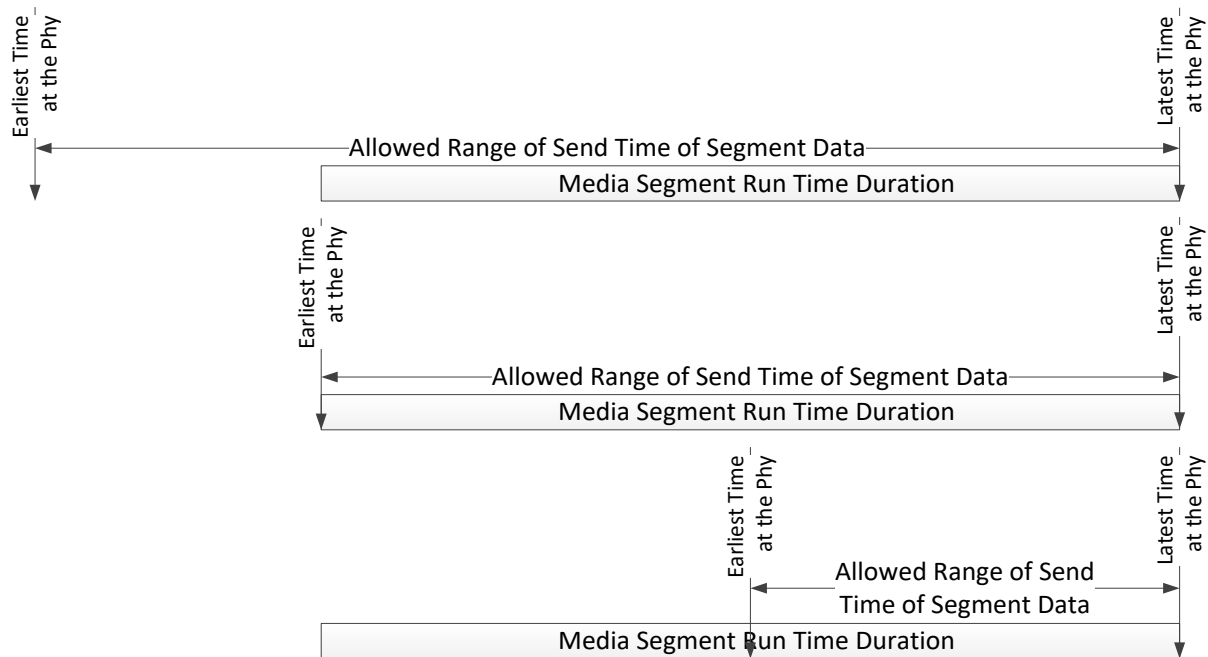 Earliest Time
at the Phy
Latest Time
at the Phy
Allowed Range of Send Time of Segment Data
Media Segment Run Time Duration
Earliest Time
at the Phy
Latest Time
at the Phy
Allowed Range of Send Time of Segment Data
Media Segment Run Time Duration
Earliest Time
at the Phy
Latest Time
at the Phy
Allowed Range of Send
Time of Segment Data
Media Segment Run Time Duration